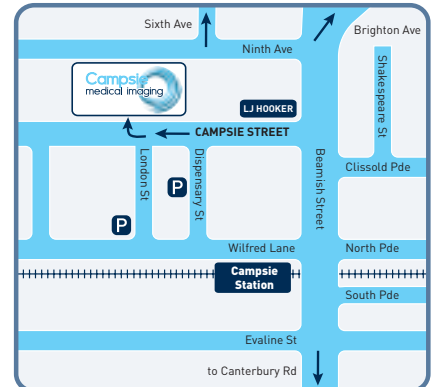 Sixth Ave
Brighton Ave
Ninth Ave
Shakespeare St
Campsie
medical imaging
LJ HOOKER
CAMPSIE STREET
London St
Dispensary St
Beamish Street
Clissold Pde
P
P
Wilfred Lane
North Pde
Campsie
Station
South Pde
Evaline St
to Canterbury Rd